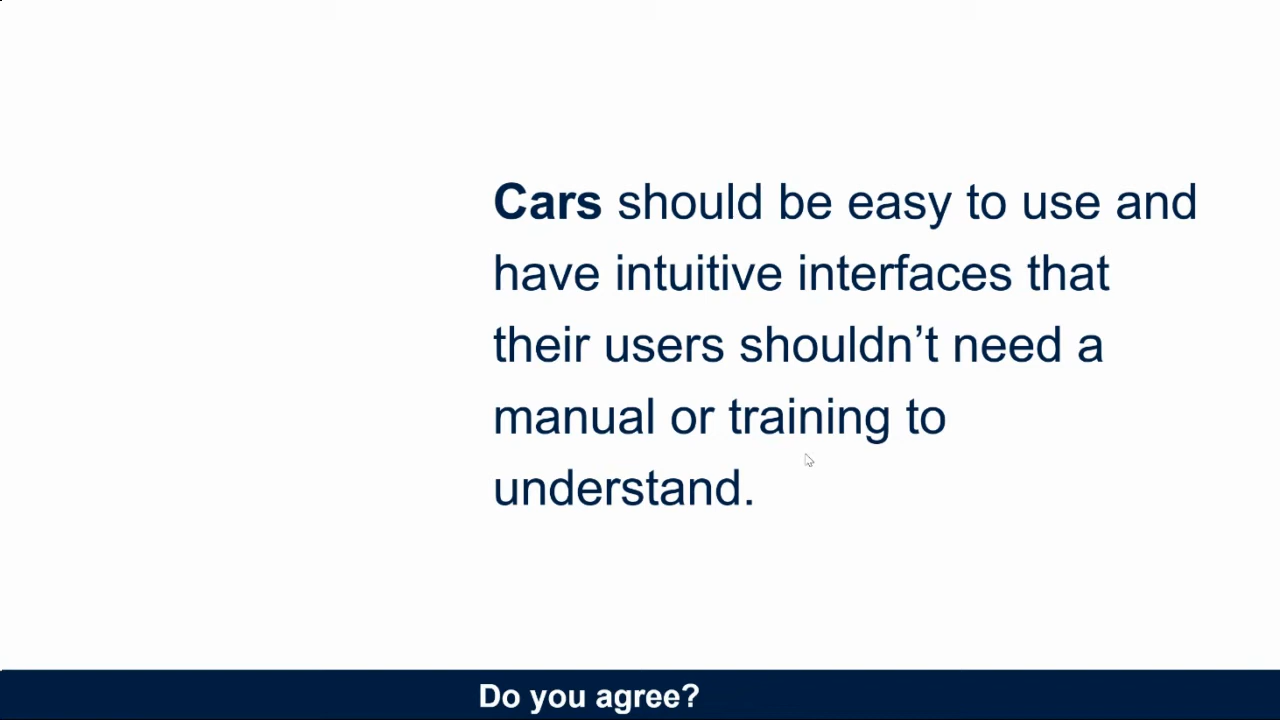 Cars should be easy to use and
have intuitive interfaces that
their users shouldn’t need a
manual or training to
understand.
Do you agree?